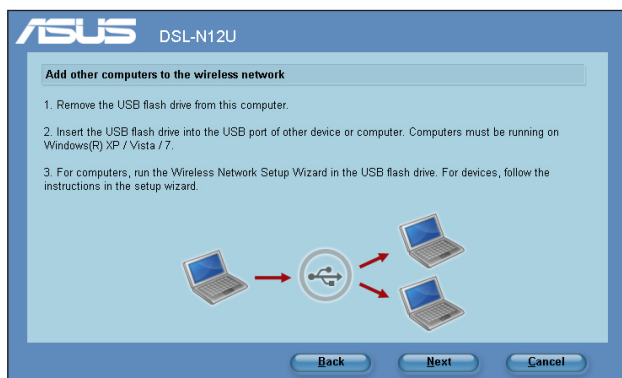 ASUS DSL-N12U
Add other computers to the wireless network
1. Remove the USB flash drive from this computer.
2. Insert the USB flash drive into the USB port of other device or computer. Computers must be running on
Windows(R) XP / Vista / 7.
3. For computers, run the Wireless Network Setup Wizard in the USB flash drive. For devices, follow the
instructions in the setup wizard.
Back Next Cancel